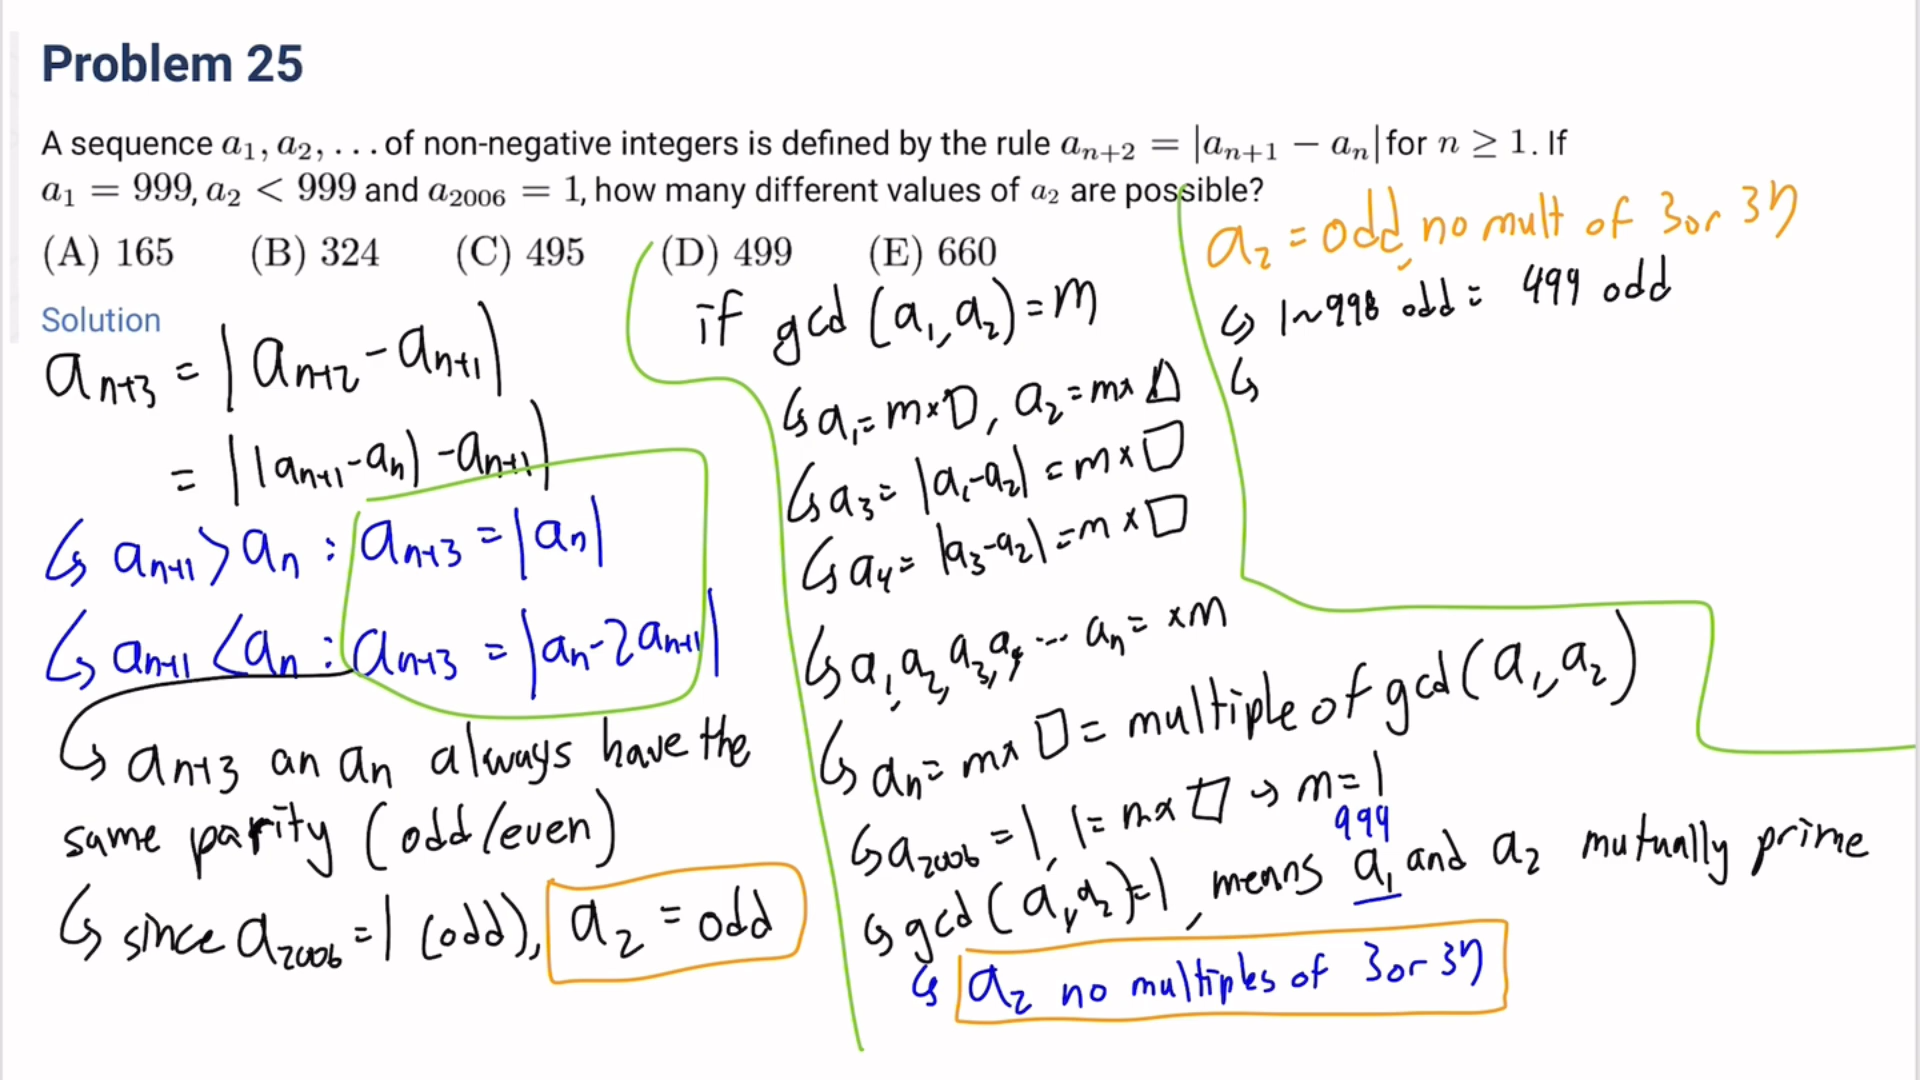 Problem 25
A sequence a₁, a₂, ... of non-negative integers is defined by the rule aₙ₊₂ = |aₙ₊₁ − aₙ| for n ≥ 1. If
a₁ = 999, a₂ < 999 and a₂₀₀₆ = 1, how many different values of a₂ are possible?
(A) 165 (B) 324 (C) 495 (D) 499 (E) 660
Solution
aₙ₊₃ = |aₙ₊₂ - aₙ₊₁|
= ||aₙ₊₁ - aₙ| - aₙ₊₁|
↳ aₙ₊₁ > aₙ : aₙ₊₃ = |aₙ|
↳ aₙ₊₁ < aₙ : aₙ₊₃ = |aₙ - 2aₙ₊₁|
↳ aₙ₊₃ an aₙ always have the
same parity (odd/even)
↳ since a₂₀₀₆ = 1 (odd), a₂ = odd
if gcd (a₁, a₂) = m
↳ a₁ = m × □, a₂ = m × △
↳ a₃ = |a₁ - a₂| = m × □
↳ a₄ = |a₃ - a₂| = m × □
↳ a₁, a₂, a₃, a₄ ... aₙ = × m
↳ aₙ = m × □ = multiple of gcd (a₁, a₂)
↳ a₂₀₀₆ = 1, 1 = m × □ → m = 1
999
↳ gcd (a₁, a₂) = 1, means a₁ and a₂ mutually prime
↳ a₂ no multiples of 3 or 37
a₂ = odd, no mult of 3 or 37
↳ 1 ~ 998 odd = 499 odd
↳